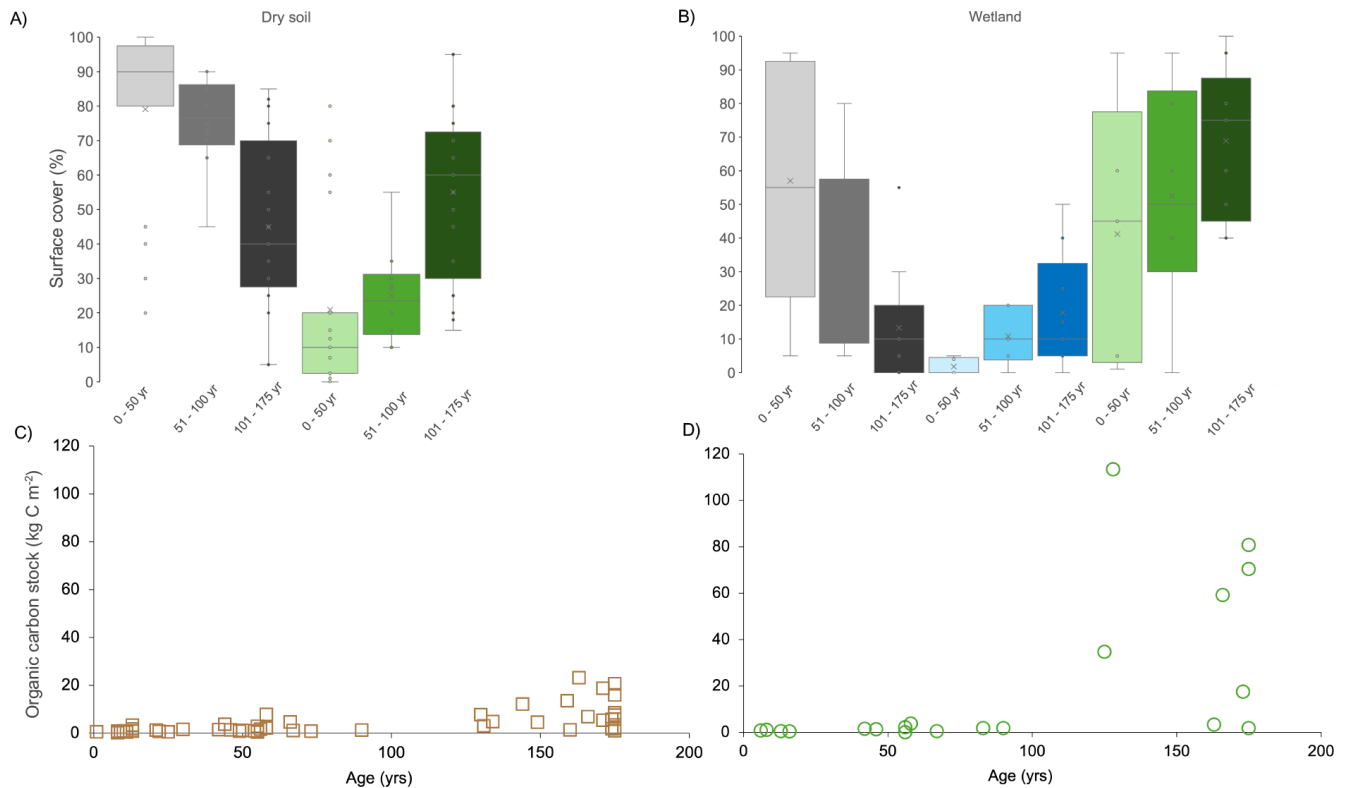 A)
Dry soil
Surface cover (%)
100
90
80
70
60
50
40
30
20
10
0
0 - 50 yr
51 - 100 yr
101 - 175 yr
0 - 50 yr
51 - 100 yr
101 - 175 yr
B)
Wetland
100
90
80
70
60
50
40
30
20
10
0
0 - 50 yr
51 - 100 yr
101 - 175 yr
0 - 50 yr
51 - 100 yr
101 - 175 yr
0 - 50 yr
51 - 100 yr
101 - 175 yr
C)
Organic carbon stock (kg C m⁻²)
120
100
80
60
40
20
0
0
50
100
150
200
Age (yrs)
D)
120
100
80
60
40
20
0
0
50
100
150
200
Age (yrs)